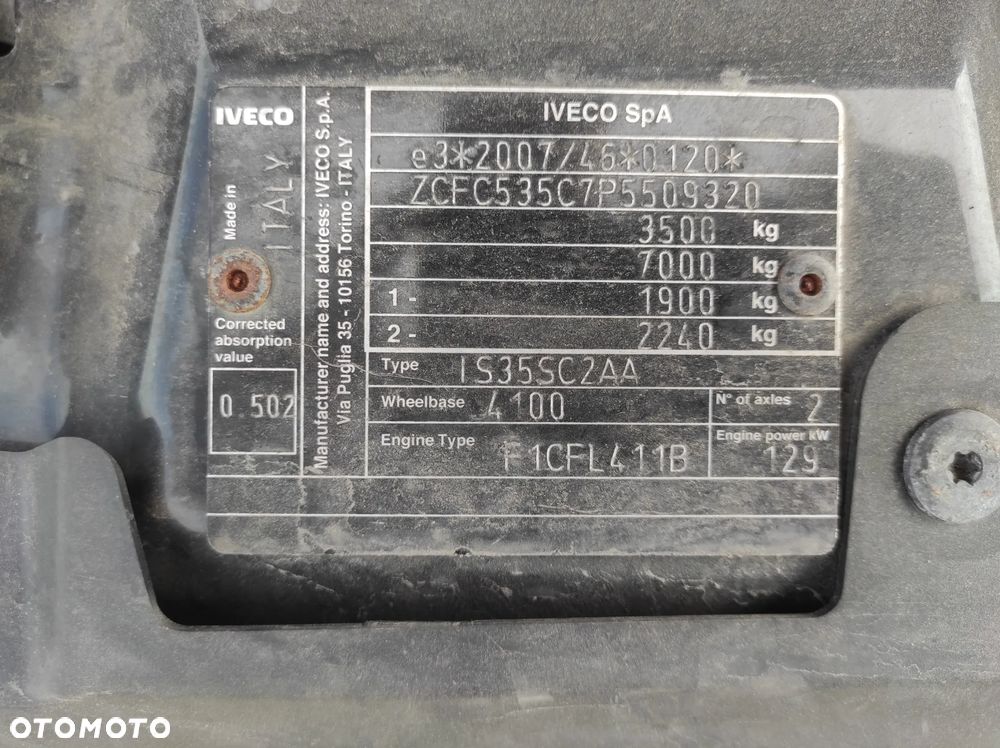 IVECO
Made in
ITALY
Corrected
absorption
value
0.502
Manufacturer name and address: IVECO S.p.A.
Via Puglia 35 - 10156 Torino - ITALY
IVECO SpA
e3*2007/46*0120*
ZCFC535C7P5509320
3500 kg
7000 kg
1 - 1900 kg
2 - 2240 kg
Type IS35SC2AA
Wheelbase 4100
N° of axles 2
Engine Type F1CFL411B
Engine power kW
129
OTOMOTO